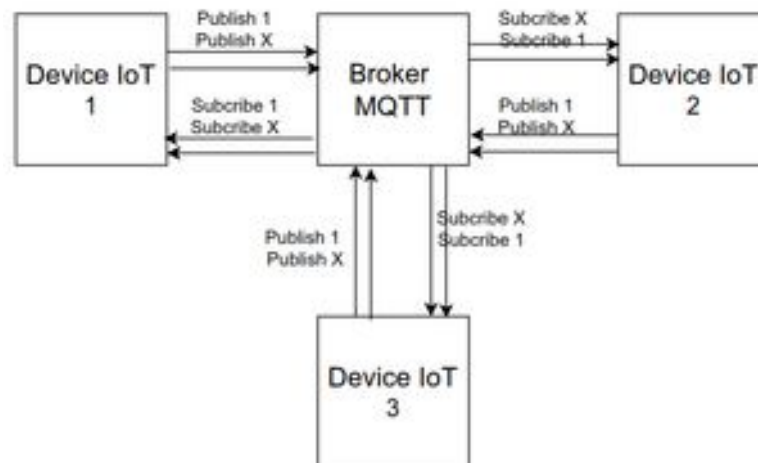 Publish 1
Publish X
Subcribe X
Subcribe 1
Device IoT
1
Broker
MQTT
Device IoT
2
Subcribe 1
Subcribe X
Publish 1
Publish X
Publish 1
Publish X
Subcribe X
Subcribe 1
Device IoT
3